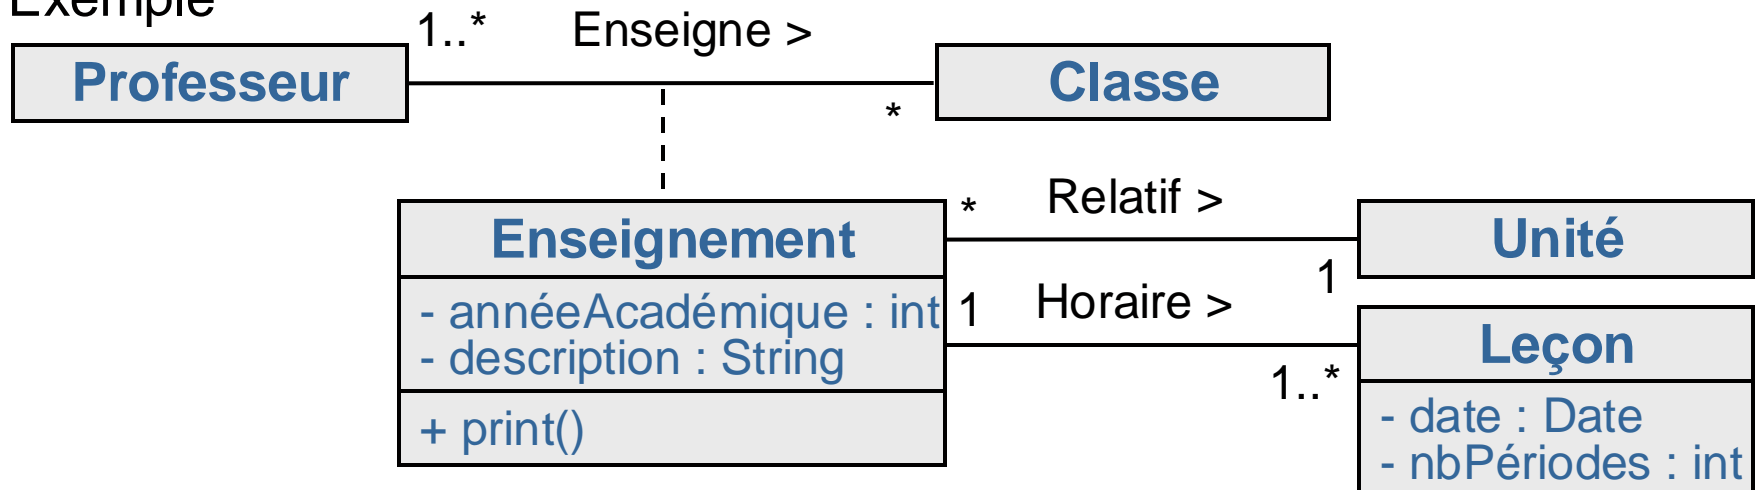 Exemple
1..* Enseigne >
Professeur
Classe
*
* Relatif >
Enseignement
Unité
1
1 Horaire >
- annéeAcadémique : int
- description : String
Leçon
1..*
+ print()
- date : Date
- nbPériodes : int